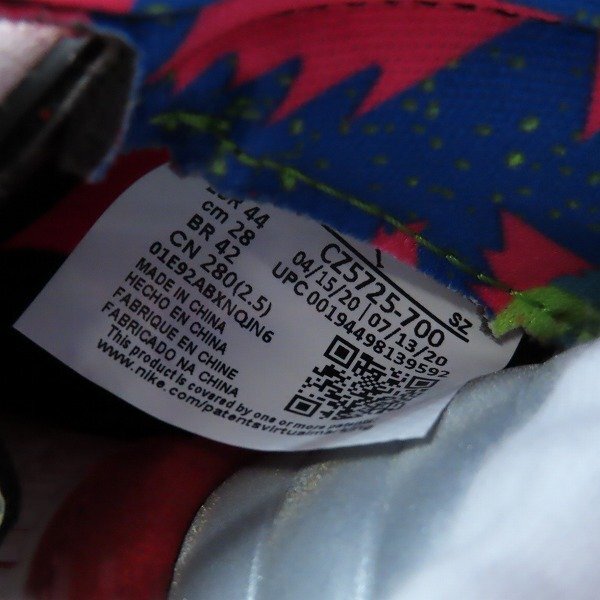 44
cm 28
BR 42
CN 280(2.5)
01E92ABXNQJN6
MADE IN CHINA
HECHO EN CHINA
FABRIQUE EN CHINE
FABRICADO NA CHINA
This product is covered by one or more
www.nike.com/patentsvirtual
CZ5725-700
SZ
04/15/20 | 07/13/20
UPC 00194498139592